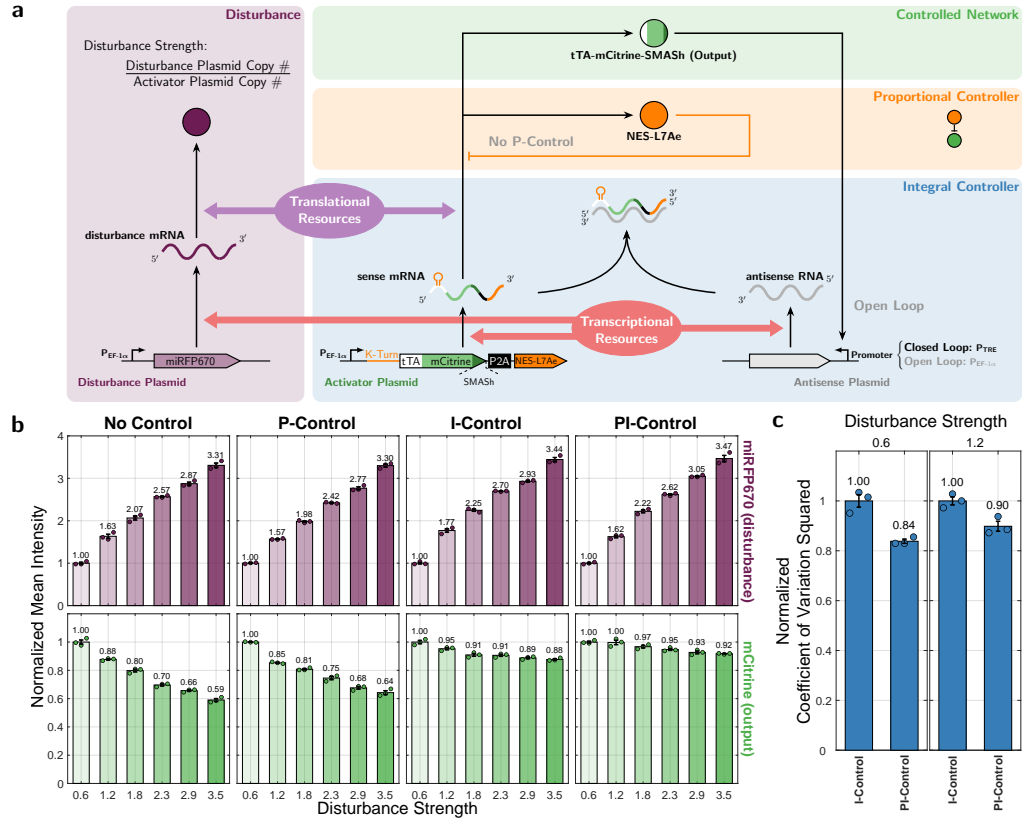 a
Disturbance
Disturbance Strength:
Disturbance Plasmid Copy #
Activator Plasmid Copy #
disturbance mRNA
5′
3′
P_EF-1α
miRFP670
Disturbance Plasmid
Translational
Resources
Controlled Network
tTA-mCitrine-SMASh (Output)
Proportional Controller
No P-Control
NES-L7Ae
Integral Controller
3′
5′
5′
3′
sense mRNA
5′
3′
antisense RNA
3′
5′
Open Loop
Transcriptional
Resources
P_EF-1α
K-Turn
tTA
mCitrine
P2A
NES-L7Ae
SMASh
Activator Plasmid
Promoter
Closed Loop: P_TRE
Open Loop: P_EF-1α
Antisense Plasmid
b
No Control
P-Control
I-Control
PI-Control
Normalized Mean Intensity
4
3
2
1
0
1.00
1.63
2.07
2.57
2.87
3.31
1.00
1.57
1.98
2.42
2.77
3.30
1.00
1.77
2.25
2.70
2.93
3.44
1.00
1.62
2.22
2.62
3.05
3.47
miRFP670 (disturbance)
1
0.8
0.6
0.4
0.2
0
1.00
0.88
0.80
0.70
0.66
0.59
1.00
0.85
0.81
0.75
0.68
0.64
1.00
0.95
0.91
0.91
0.89
0.88
1.00
1.00
0.97
0.95
0.93
0.92
mCitrine (output)
0.6 1.2 1.8 2.3 2.9 3.5
0.6 1.2 1.8 2.3 2.9 3.5
0.6 1.2 1.8 2.3 2.9 3.5
0.6 1.2 1.8 2.3 2.9 3.5
Disturbance Strength
c
Disturbance Strength
0.6
1.2
Normalized
Coefficient of Variation Squared
1
0.8
0.6
0.4
0.2
0
1.00
0.84
1.00
0.90
I-Control
PI-Control
I-Control
PI-Control